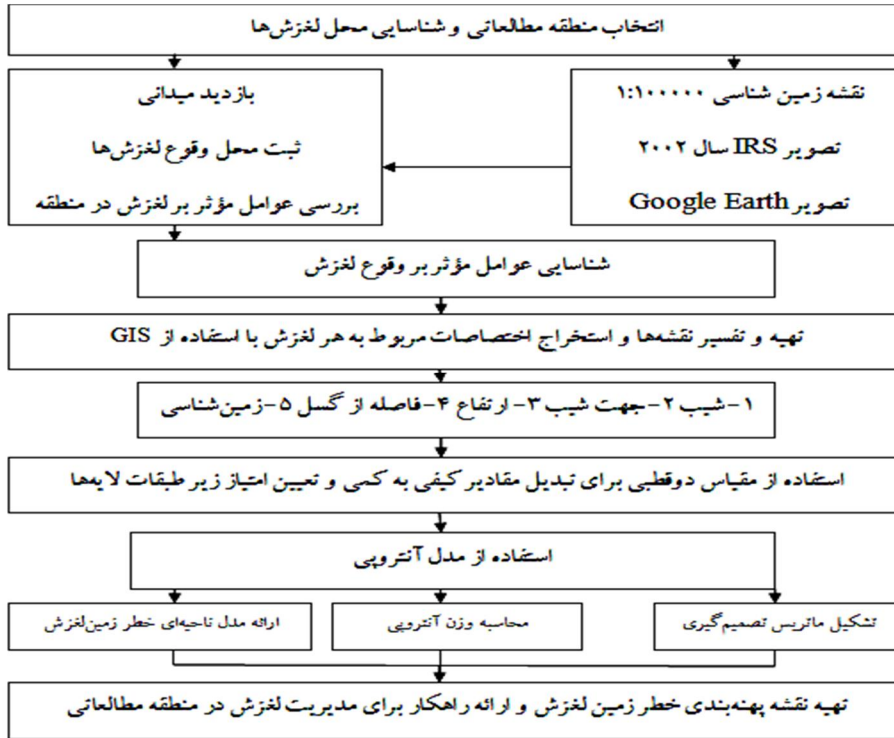 انتخاب منطقه مطالعاتی و شناسایی محل لغزش‌ها
نقشه زمین شناسی ۱:۱۰۰۰۰۰
تصویر IRS سال ۲۰۰۲
تصویر Google Earth
بازدید میدانی
ثبت محل وقوع لغزش‌ها
بررسی عوامل مؤثر بر لغزش در منطقه
شناسایی عوامل مؤثر بر وقوع لغزش
تهیه و تفسیر نقشه‌ها و استخراج اختصاصات مربوط به هر لغزش با استفاده از GIS
۱-شیب ۲-جهت شیب ۳- ارتفاع ۴-فاصله از گسل ۵-زمین‌شناسی
استفاده از مقیاس دوقطبی برای تبدیل مقادیر کیفی به کمی و تعیین امتیاز زیر طبقات لایه‌ها
استفاده از مدل آنتروپی
تشکیل ماتریس تصمیم‌گیری
محاسبه وزن آنتروپی
ارائه مدل ناحیه‌ای خطر زمین‌لغزش
تهیه نقشه پهنه‌بندی خطر زمین لغزش و ارائه راهکار برای مدیریت لغزش در منطقه مطالعاتی